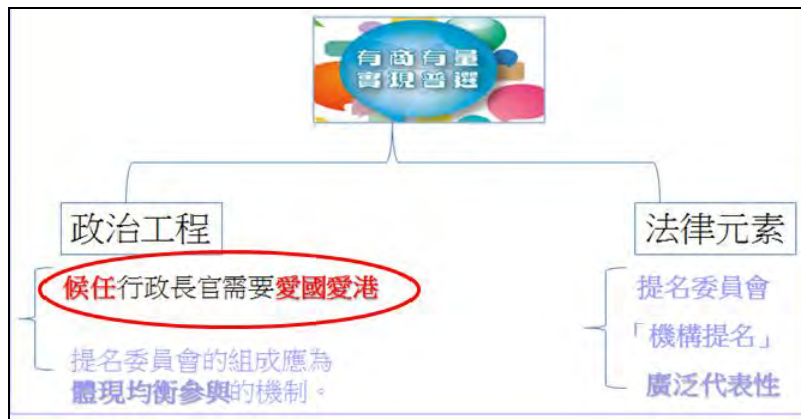 有商有量
實現普選
政治工程
候任行政長官需要愛國愛港
提名委員會的組成應為
體現均衡參與的機制。
法律元素
提名委員會
「機構提名」
廣泛代表性